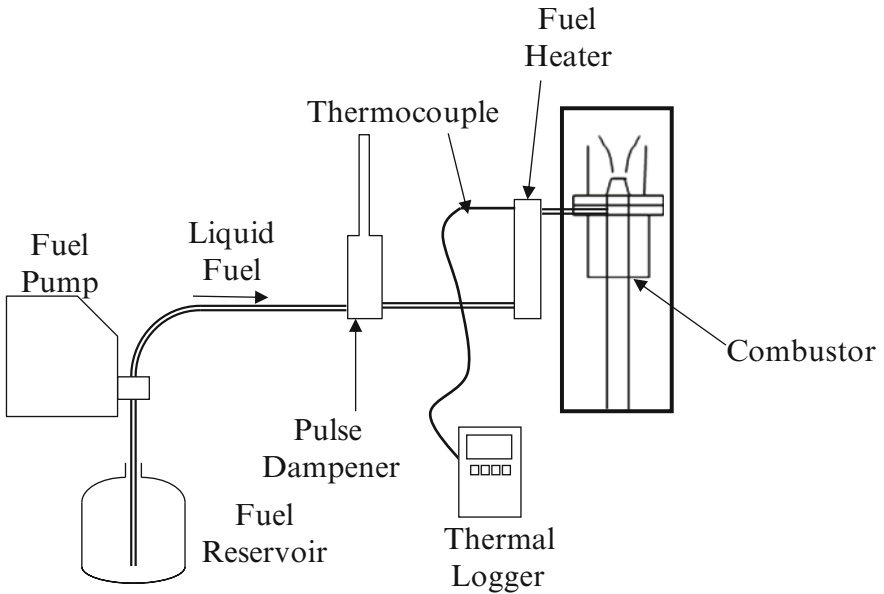 Fuel
Heater
Thermocouple
Liquid
Fuel
Fuel
Pump
Combustor
Pulse
Dampener
Fuel
Reservoir
Thermal
Logger